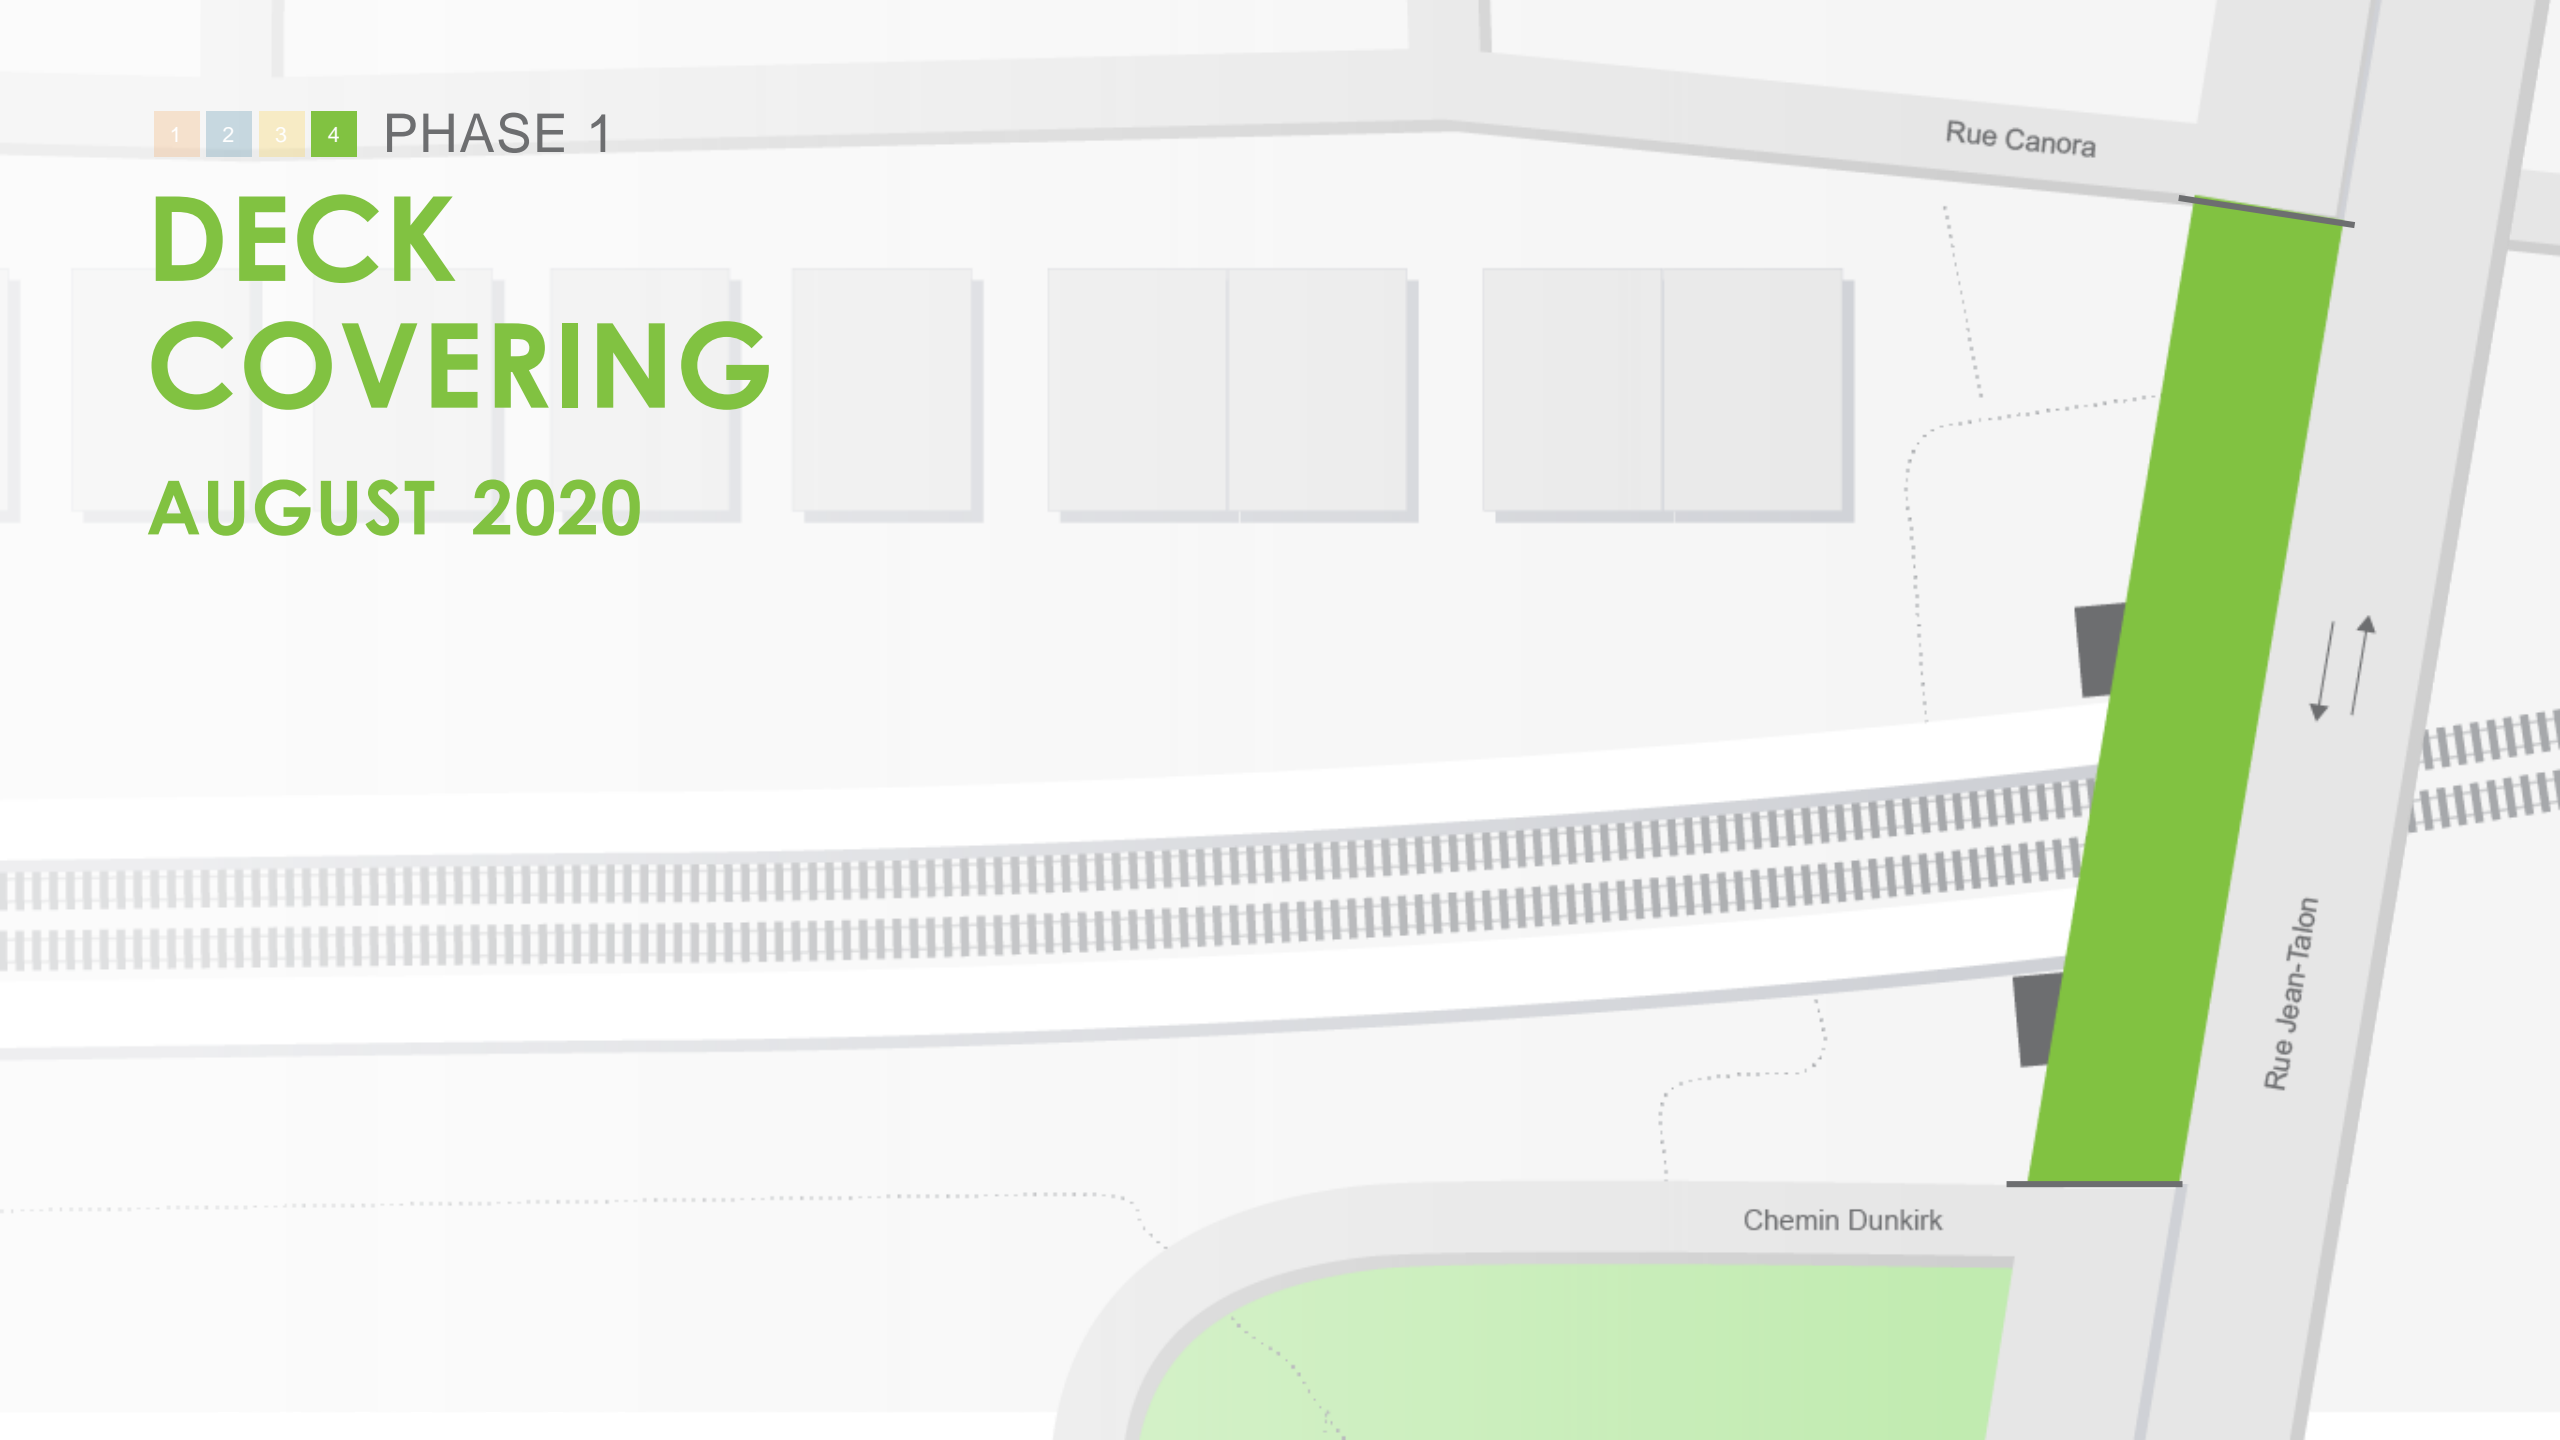 1 2 3 4 PHASE 1
DECK
COVERING
AUGUST 2020
Rue Canora
Rue Jean-Talon
Chemin Dunkirk